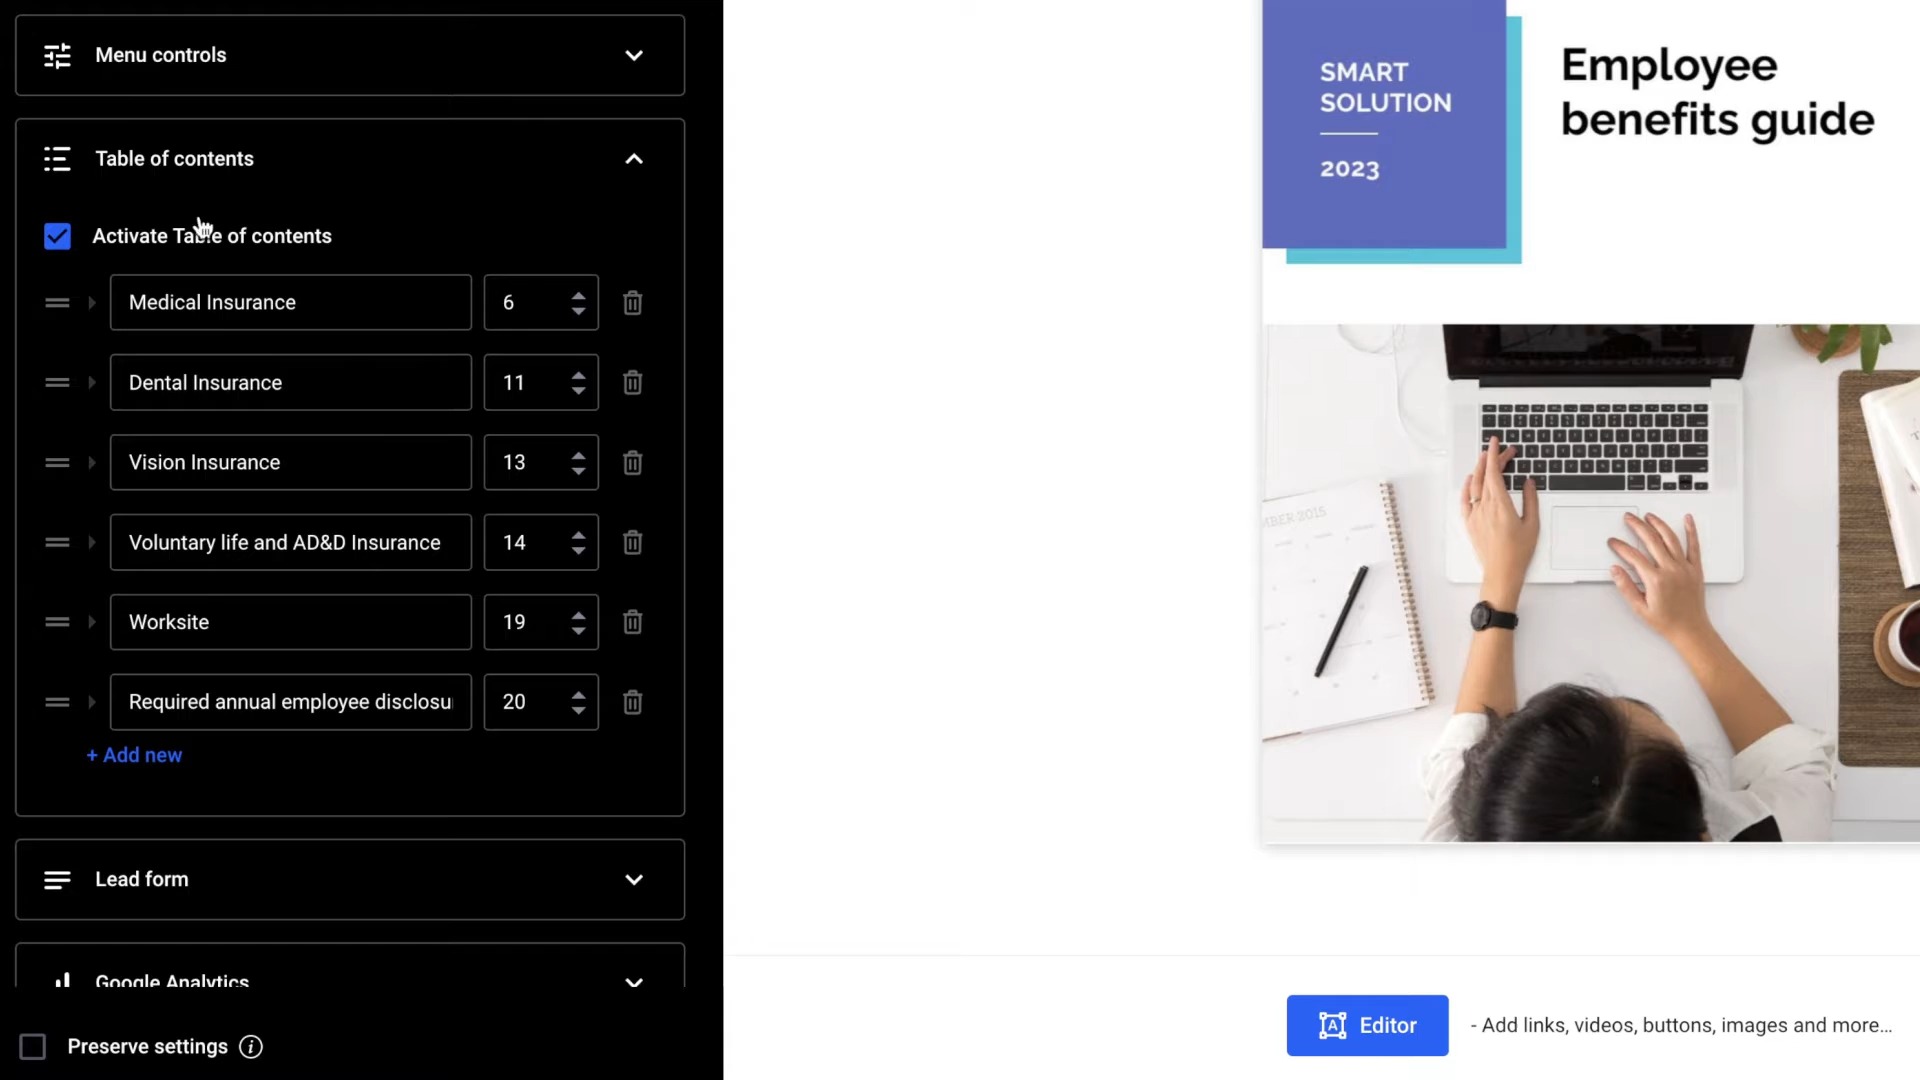 Menu controls
Table of contents
Activate Table of contents
Medical Insurance 6
Dental Insurance 11
Vision Insurance 13
Voluntary life and AD&D Insurance 14
Worksite 19
Required annual employee disclosu 20
+ Add new
Lead form
Google Analytics
Preserve settings
SMART
SOLUTION
2023
Employee
benefits guide
MBER 2015
Editor - Add links, videos, buttons, images and more...